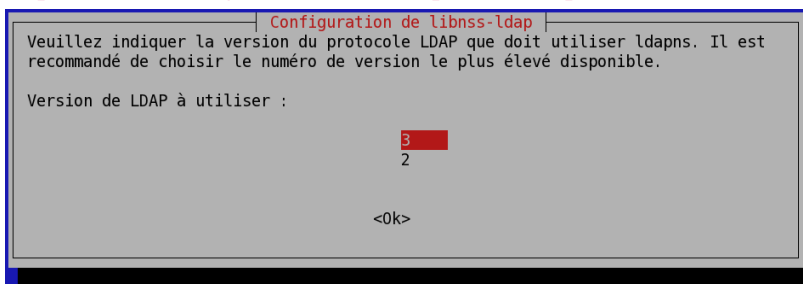 Configuration de libnss-ldap
Veuillez indiquer la version du protocole LDAP que doit utiliser ldapns. Il est
recommandé de choisir le numéro de version le plus élevé disponible.
Version de LDAP à utiliser :
3
2
<Ok>